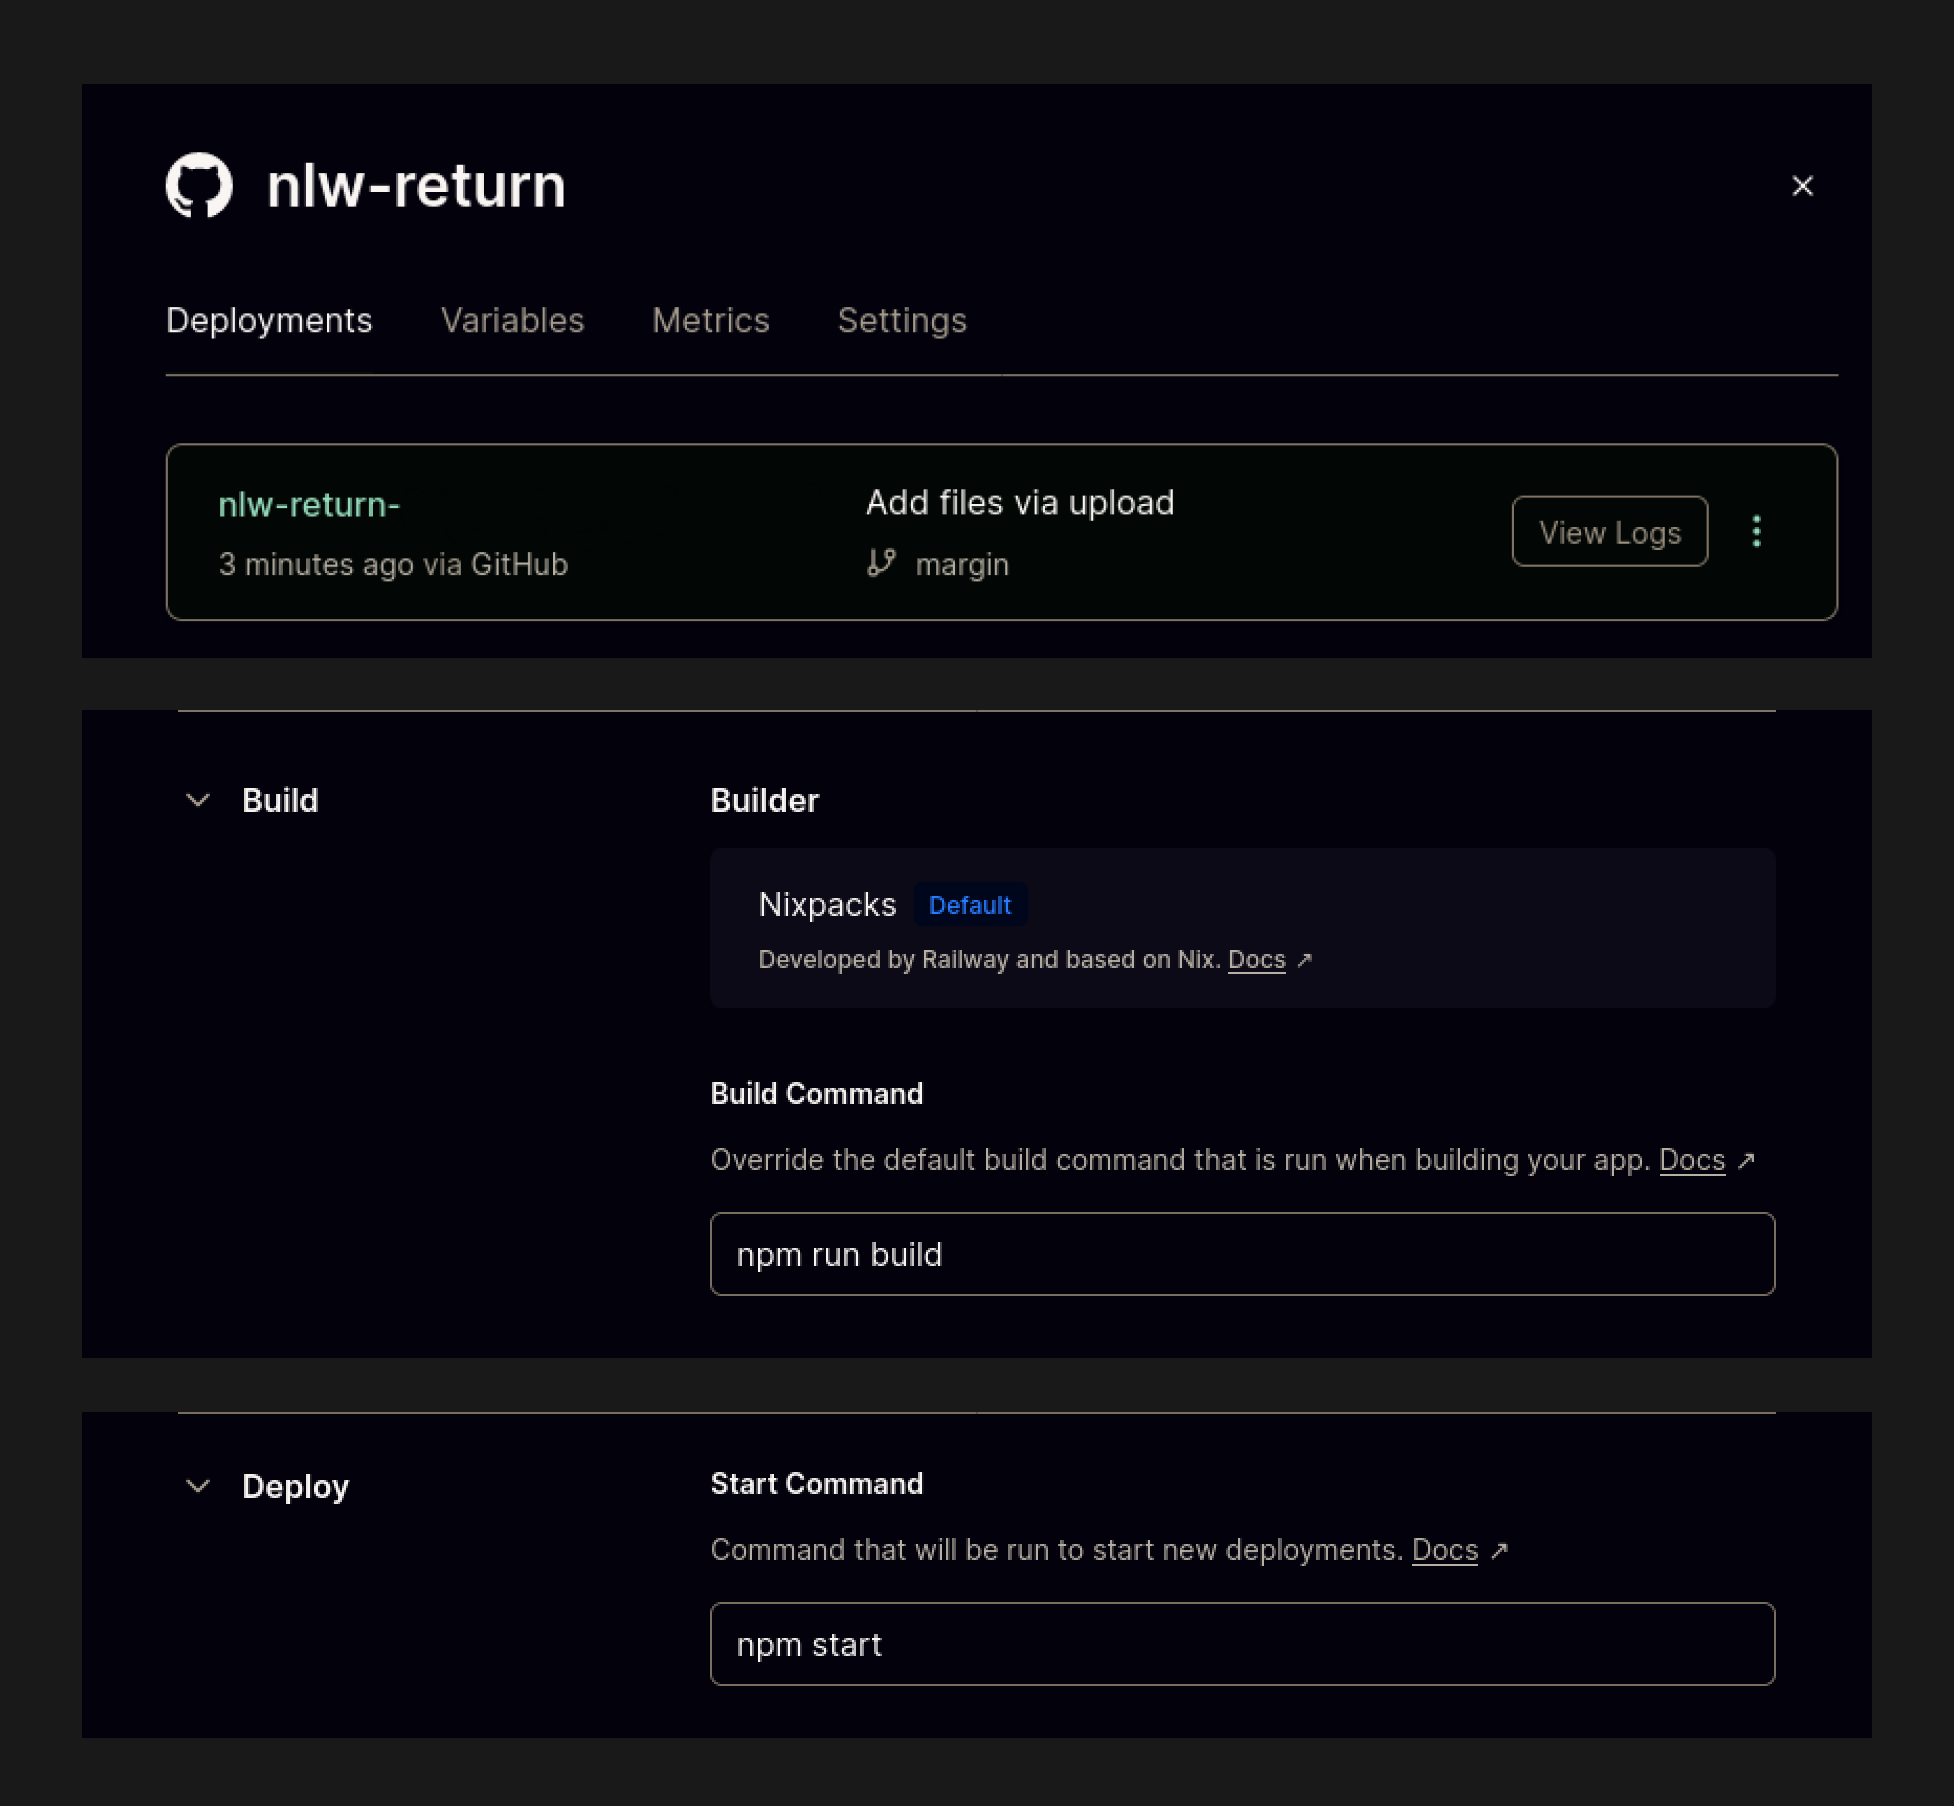 nlw-return
Deployments Variables Metrics Settings
nlw-return-
3 minutes ago via GitHub
Add files via upload
margin
View Logs
Build
Builder
Nixpacks Default
Developed by Railway and based on Nix. Docs ↗
Build Command
Override the default build command that is run when building your app. Docs ↗
npm run build
Deploy
Start Command
Command that will be run to start new deployments. Docs ↗
npm start